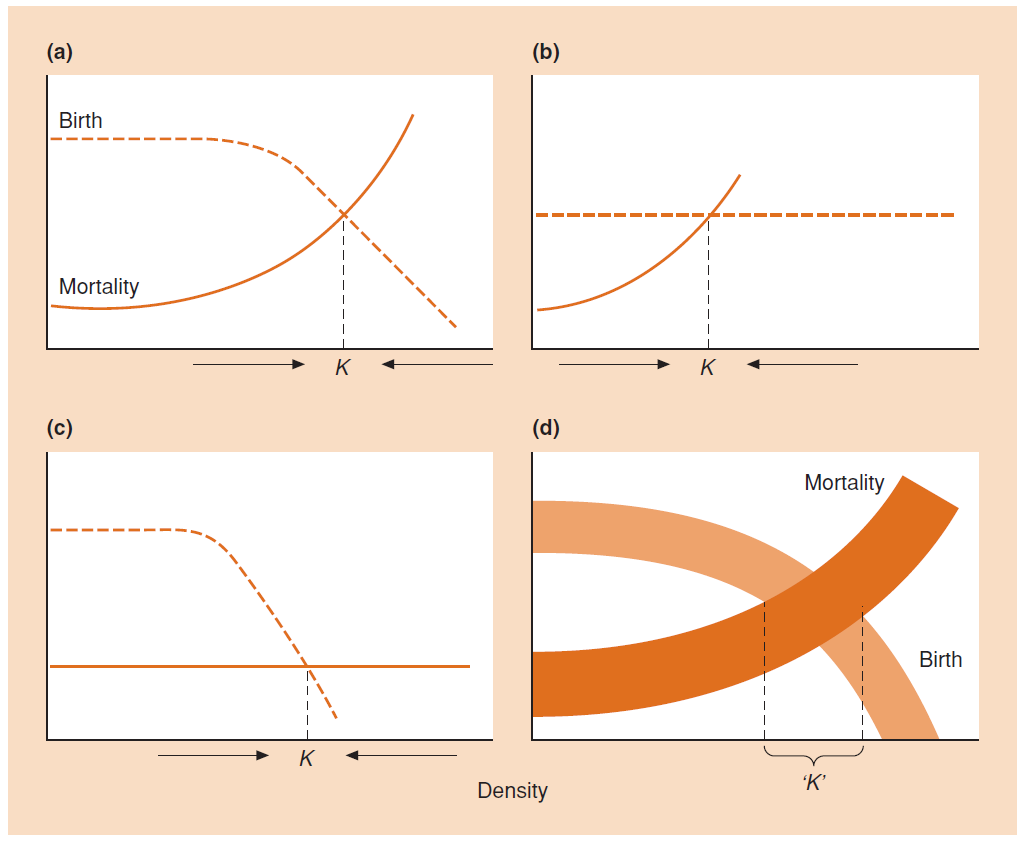 (a)
Birth
Mortality
K
(b)
K
(c)
K
(d)
Mortality
Birth
‘K’
Density